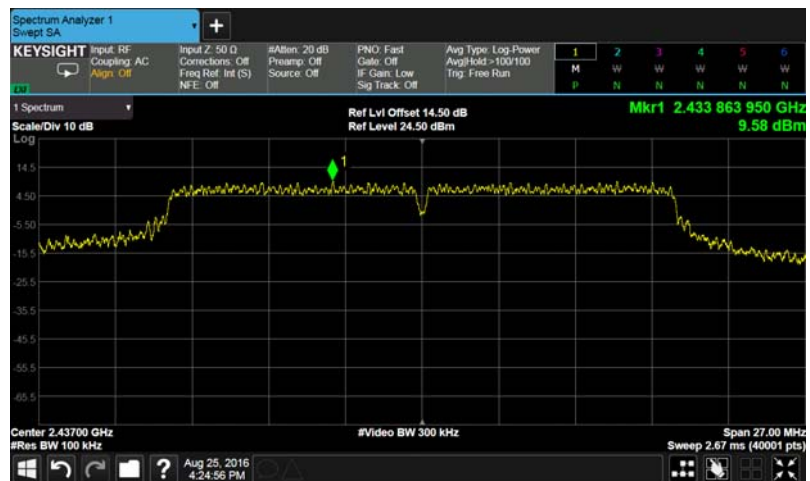 Spectrum Analyzer 1
Swept SA
+
KEYSIGHT
Input: RF
Coupling: AC
Align: Off
Input Z: 50 Ω
Corrections: Off
Freq Ref: Int (S)
NFE: Off
#Atten: 20 dB
Preamp: Off
Source: Off
PNO: Fast
Gate: Off
IF Gain: Low
Sig Track: Off
Avg Type: Log-Power
Avg|Hold:>100/100
Trig: Free Run
1 2 3 4 5 6
M W W W W W
P N N N N N
LXI
1 Spectrum
Scale/Div 10 dB
Ref Lvl Offset 14.50 dB
Ref Level 24.50 dBm
Mkr1 2.433 863 950 GHz
9.58 dBm
Log
1
14.5
4.50
-5.50
-15.5
-25.5
-35.5
-45.5
-55.5
-65.5
Center 2.43700 GHz
#Res BW 100 kHz
#Video BW 300 kHz
Span 27.00 MHz
Sweep 2.67 ms (40001 pts)
?
Aug 25, 2016
4:24:56 PM